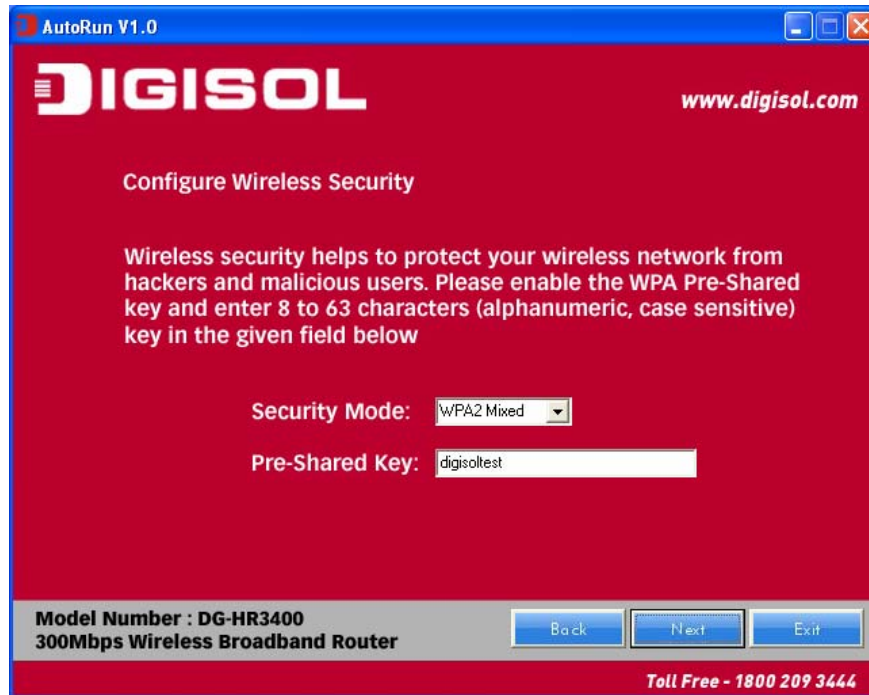 AutoRun V1.0
DIGISOL
www.digisol.com
Configure Wireless Security
Wireless security helps to protect your wireless network from
hackers and malicious users. Please enable the WPA Pre-Shared
key and enter 8 to 63 characters (alphanumeric, case sensitive)
key in the given field below
Security Mode: WPA2 Mixed
Pre-Shared Key: digisoltest
Model Number : DG-HR3400
300Mbps Wireless Broadband Router
Back Next Exit
Toll Free - 1800 209 3444